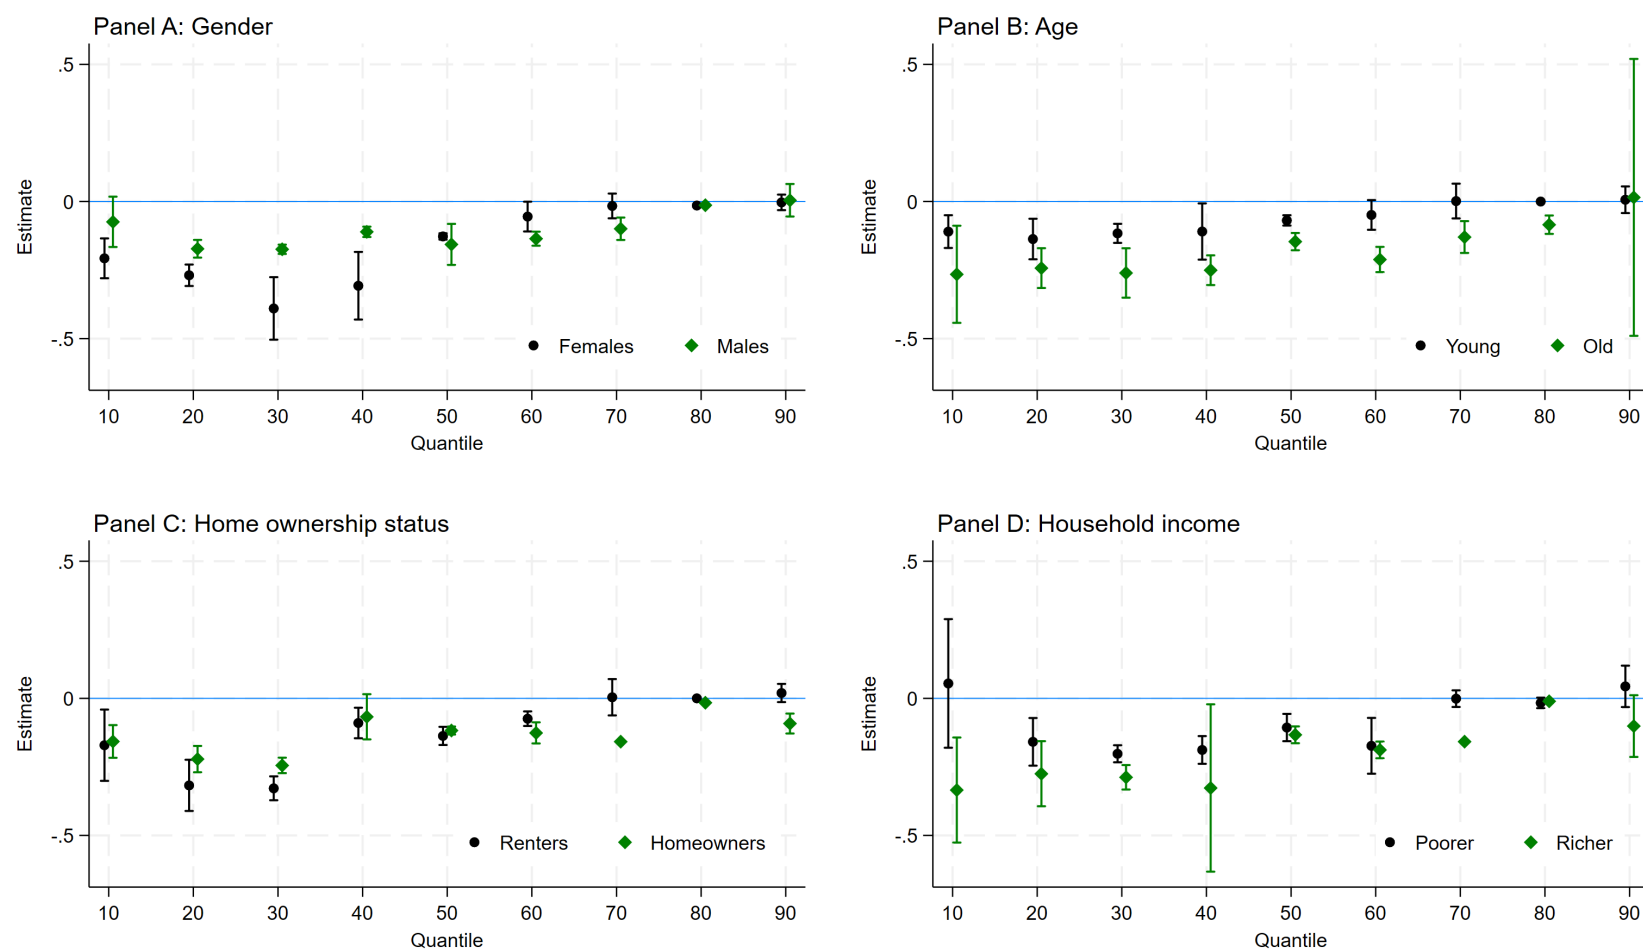 Panel A: Gender
.5
0
-.5
Estimate
Females
Males
10 20 30 40 50 60 70 80 90
Quantile
Panel B: Age
.5
0
-.5
Estimate
Young
Old
10 20 30 40 50 60 70 80 90
Quantile
Panel C: Home ownership status
.5
0
-.5
Estimate
Renters
Homeowners
10 20 30 40 50 60 70 80 90
Quantile
Panel D: Household income
.5
0
-.5
Estimate
Poorer
Richer
10 20 30 40 50 60 70 80 90
Quantile